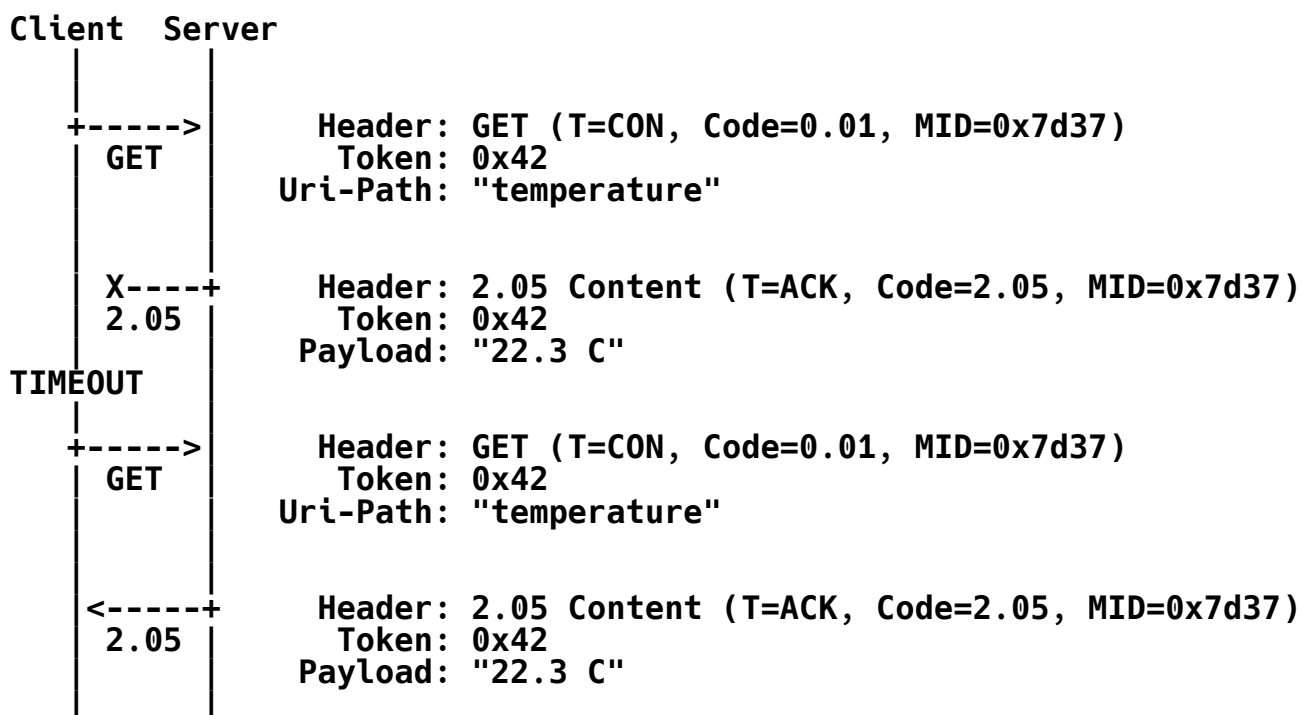 Client  Server
   |      |
   |      |
   +----->|     Header: GET (T=CON, Code=0.01, MID=0x7d37)
   | GET  |      Token: 0x42
   |      |   Uri-Path: "temperature"
   |      |
   |      |
   | X----+     Header: 2.05 Content (T=ACK, Code=2.05, MID=0x7d37)
   | 2.05 |      Token: 0x42
   |      |    Payload: "22.3 C"
TIMEOUT   |
   |      |
   +----->|     Header: GET (T=CON, Code=0.01, MID=0x7d37)
   | GET  |      Token: 0x42
   |      |   Uri-Path: "temperature"
   |      |
   |      |
   |<-----+     Header: 2.05 Content (T=ACK, Code=2.05, MID=0x7d37)
   | 2.05 |      Token: 0x42
   |      |    Payload: "22.3 C"
   |      |